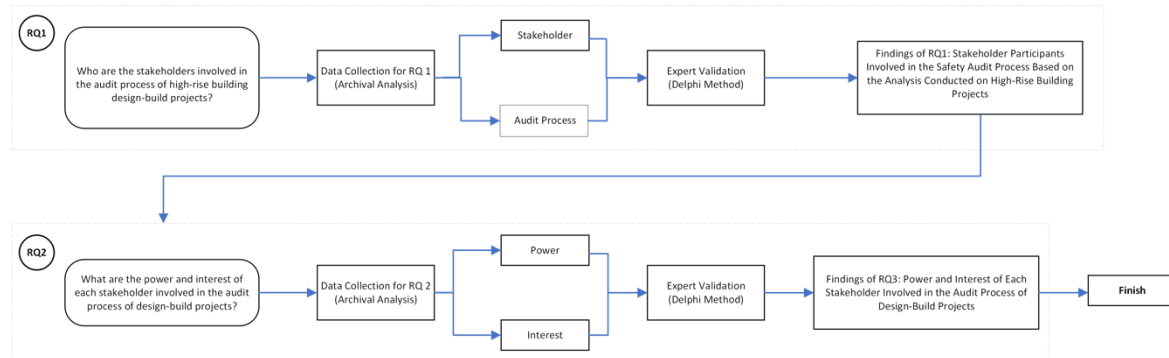 RQ1
Who are the stakeholders involved in
the audit process of high-rise building
design-build projects?
Data Collection for RQ 1
(Archival Analysis)
Stakeholder
Audit Process
Expert Validation
(Delphi Method)
Findings of RQ1: Stakeholder Participants
Involved in the Safety Audit Process Based on
the Analysis Conducted on High-Rise Building
Projects
RQ2
What are the power and interest of
each stakeholder involved in the audit
process of design-build projects?
Data Collection for RQ 2
(Archival Analysis)
Power
Interest
Expert Validation
(Delphi Method)
Findings of RQ3: Power and Interest of Each
Stakeholder Involved in the Audit Process of
Design-Build Projects
Finish